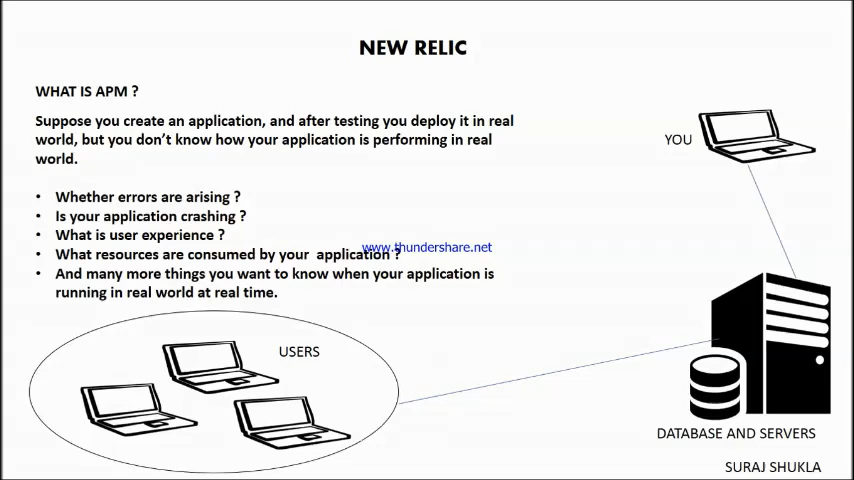 NEW RELIC
WHAT IS APM ?
Suppose you create an application, and after testing you deploy it in real
world, but you don’t know how your application is performing in real
world.
• Whether errors are arising ?
• Is your application crashing ?
• What is user experience ?
www.thundershare.net
• What resources are consumed by your application ?
• And many more things you want to know when your application is
running in real world at real time.
YOU
USERS
DATABASE AND SERVERS
SURAJ SHUKLA